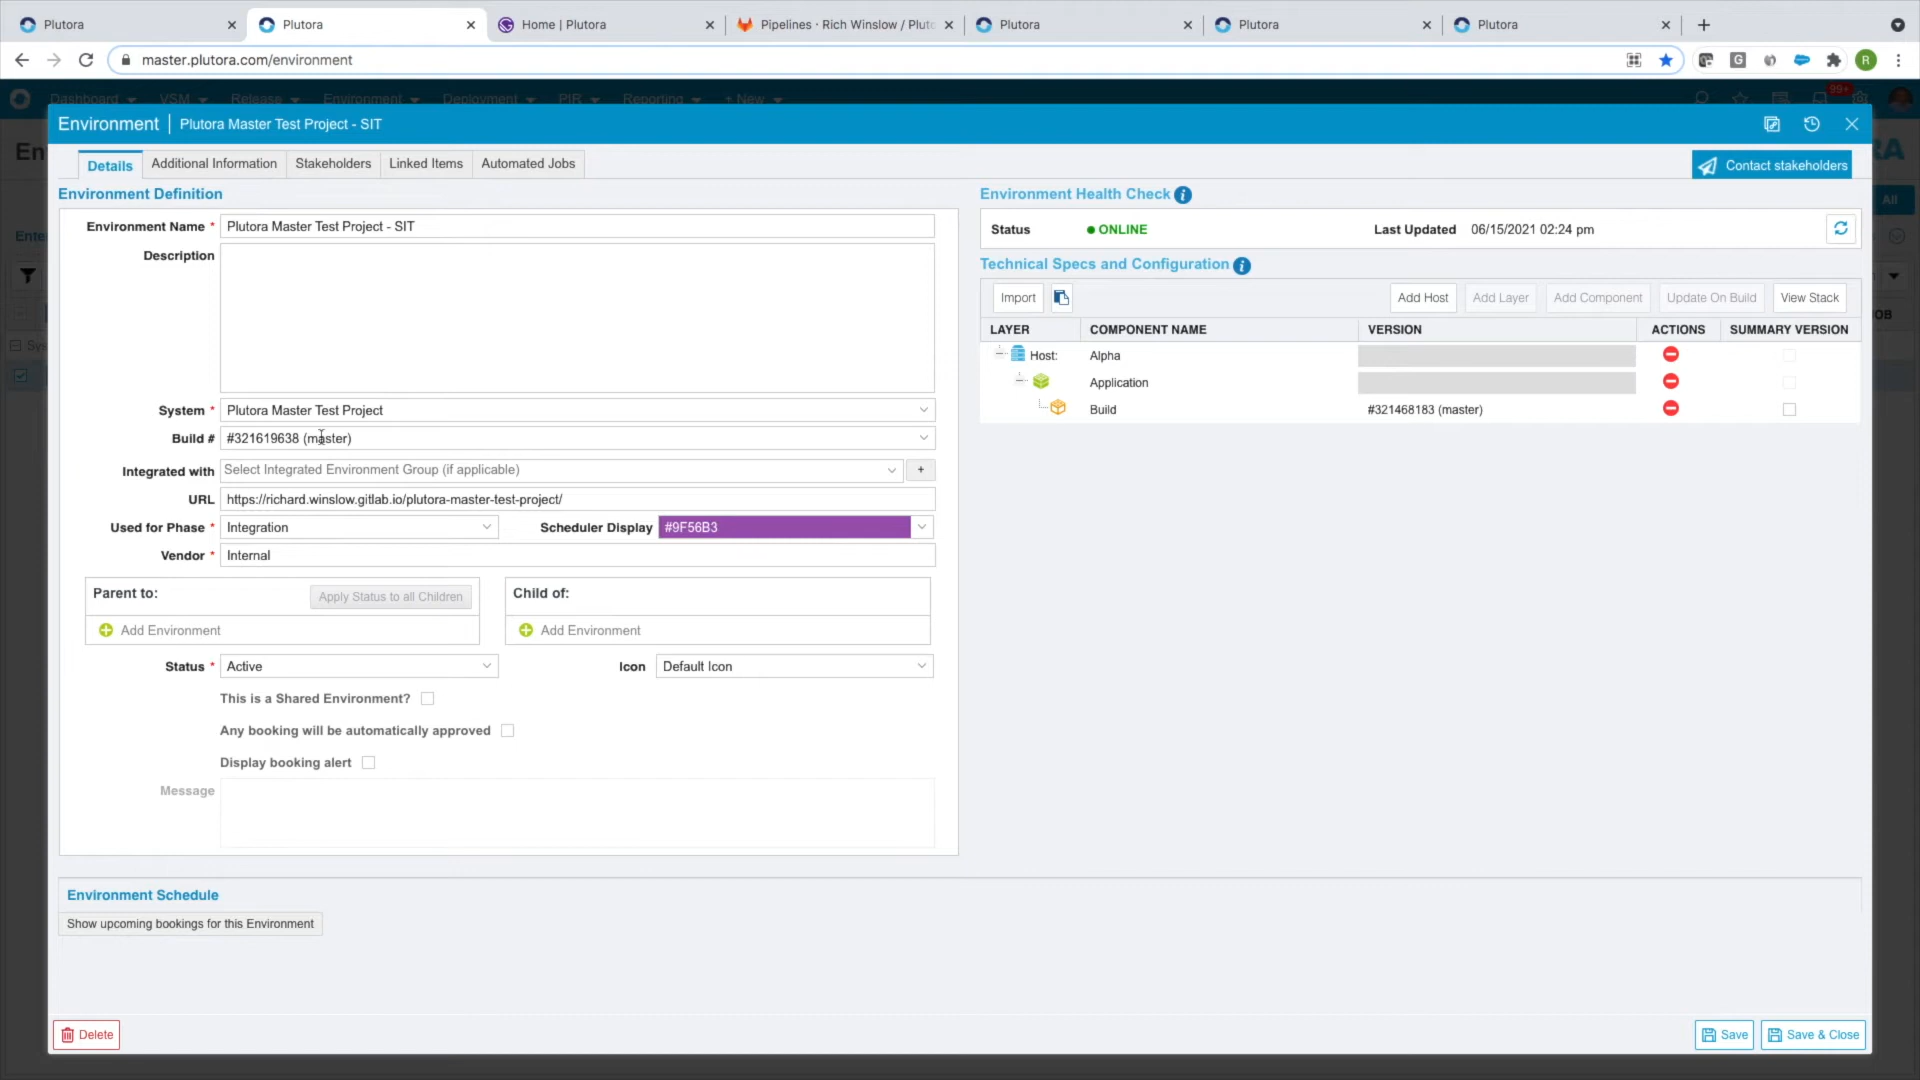 Plutora
Plutora
Home | Plutora
Pipelines · Rich Winslow / Pluto
Plutora
Plutora
Plutora
master.plutora.com/environment
G
R
Dashboard VSM Release Environment Deployment PIR Reporting + New
99+
Environment | Plutora Master Test Project - SIT
En
RA
Details Additional Information Stakeholders Linked Items Automated Jobs
Contact stakeholders
Environment Definition
Environment Health Check
All
Environment Name * Plutora Master Test Project - SIT
Status ONLINE Last Updated 06/15/2021 02:24 pm
Ente
Description
Technical Specs and Configuration
Import Add Host Add Layer Add Component Update On Build View Stack
OB
LAYER COMPONENT NAME VERSION ACTIONS SUMMARY VERSION
Sys
Host: Alpha
Application
Build #321468183 (master)
System * Plutora Master Test Project
Build # #321619638 (master)
Integrated with Select Integrated Environment Group (if applicable) +
URL https://richard.winslow.gitlab.io/plutora-master-test-project/
Used for Phase * Integration Scheduler Display #9F56B3
Vendor * Internal
Parent to: Apply Status to all Children Child of:
Add Environment Add Environment
Status * Active Icon Default Icon
This is a Shared Environment?
Any booking will be automatically approved
Display booking alert
Message
Environment Schedule
Show upcoming bookings for this Environment
Delete Save Save & Close